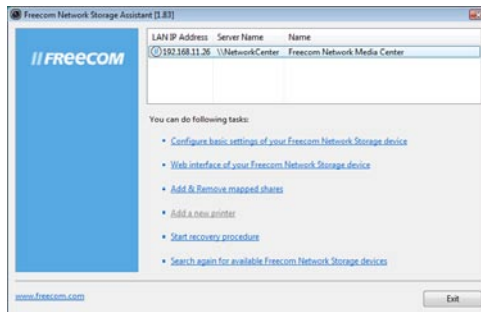 Freecom Network Storage Assistant [1.83]
FREECOM
LAN IP Address Server Name Name
192.168.11.26 \\NetworkCenter Freecom Network Media Center
You can do following tasks:
Configure basic settings of your Freecom Network Storage device
Web interface of your Freecom Network Storage device
Add & Remove mapped shares
Add a new printer
Start recovery procedure
Search again for available Freecom Network Storage devices
www.freecom.com
Exit